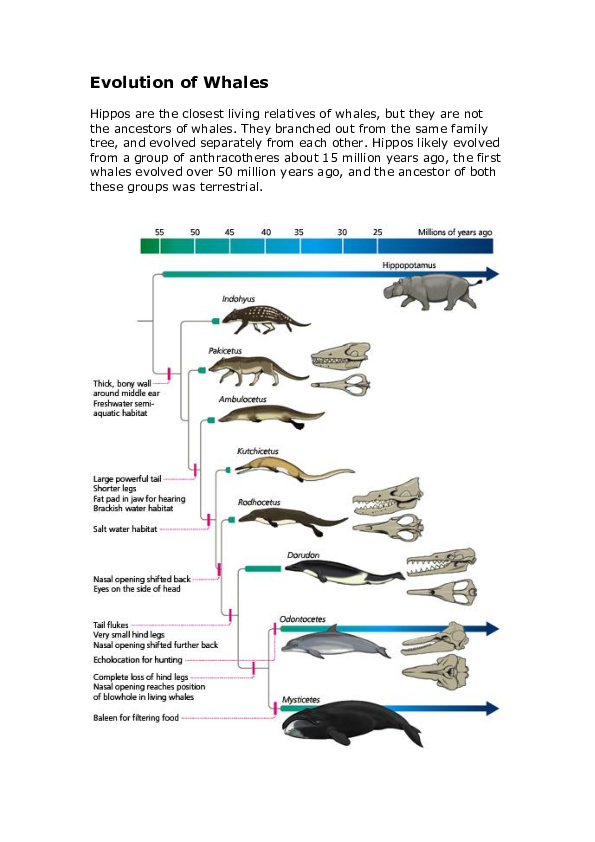 Evolution of Whales
Hippos are the closest living relatives of whales, but they are not
the ancestors of whales. They branched out from the same family
tree, and evolved separately from each other. Hippos likely evolved
from a group of anthracotheres about 15 million years ago, the first
whales evolved over 50 million years ago, and the ancestor of both
these groups was terrestrial.
55 50 45 40 35 30 25 Millions of years ago
Hippopotamus
Indohyus
Pakicetus
Thick, bony wall
around middle ear
Freshwater semi-
aquatic habitat
Ambulocetus
Kutchicetus
Large powerful tail
Shorter legs
Fat pad in jaw for hearing
Brackish water habitat
Rodhocetus
Salt water habitat
Dorudon
Nasal opening shifted back
Eyes on the side of head
Odontocetes
Tail flukes
Very small hind legs
Nasal opening shifted further back
Echolocation for hunting
Complete loss of hind legs
Nasal opening reaches position
of blowhole in living whales
Mysticetes
Baleen for filtering food